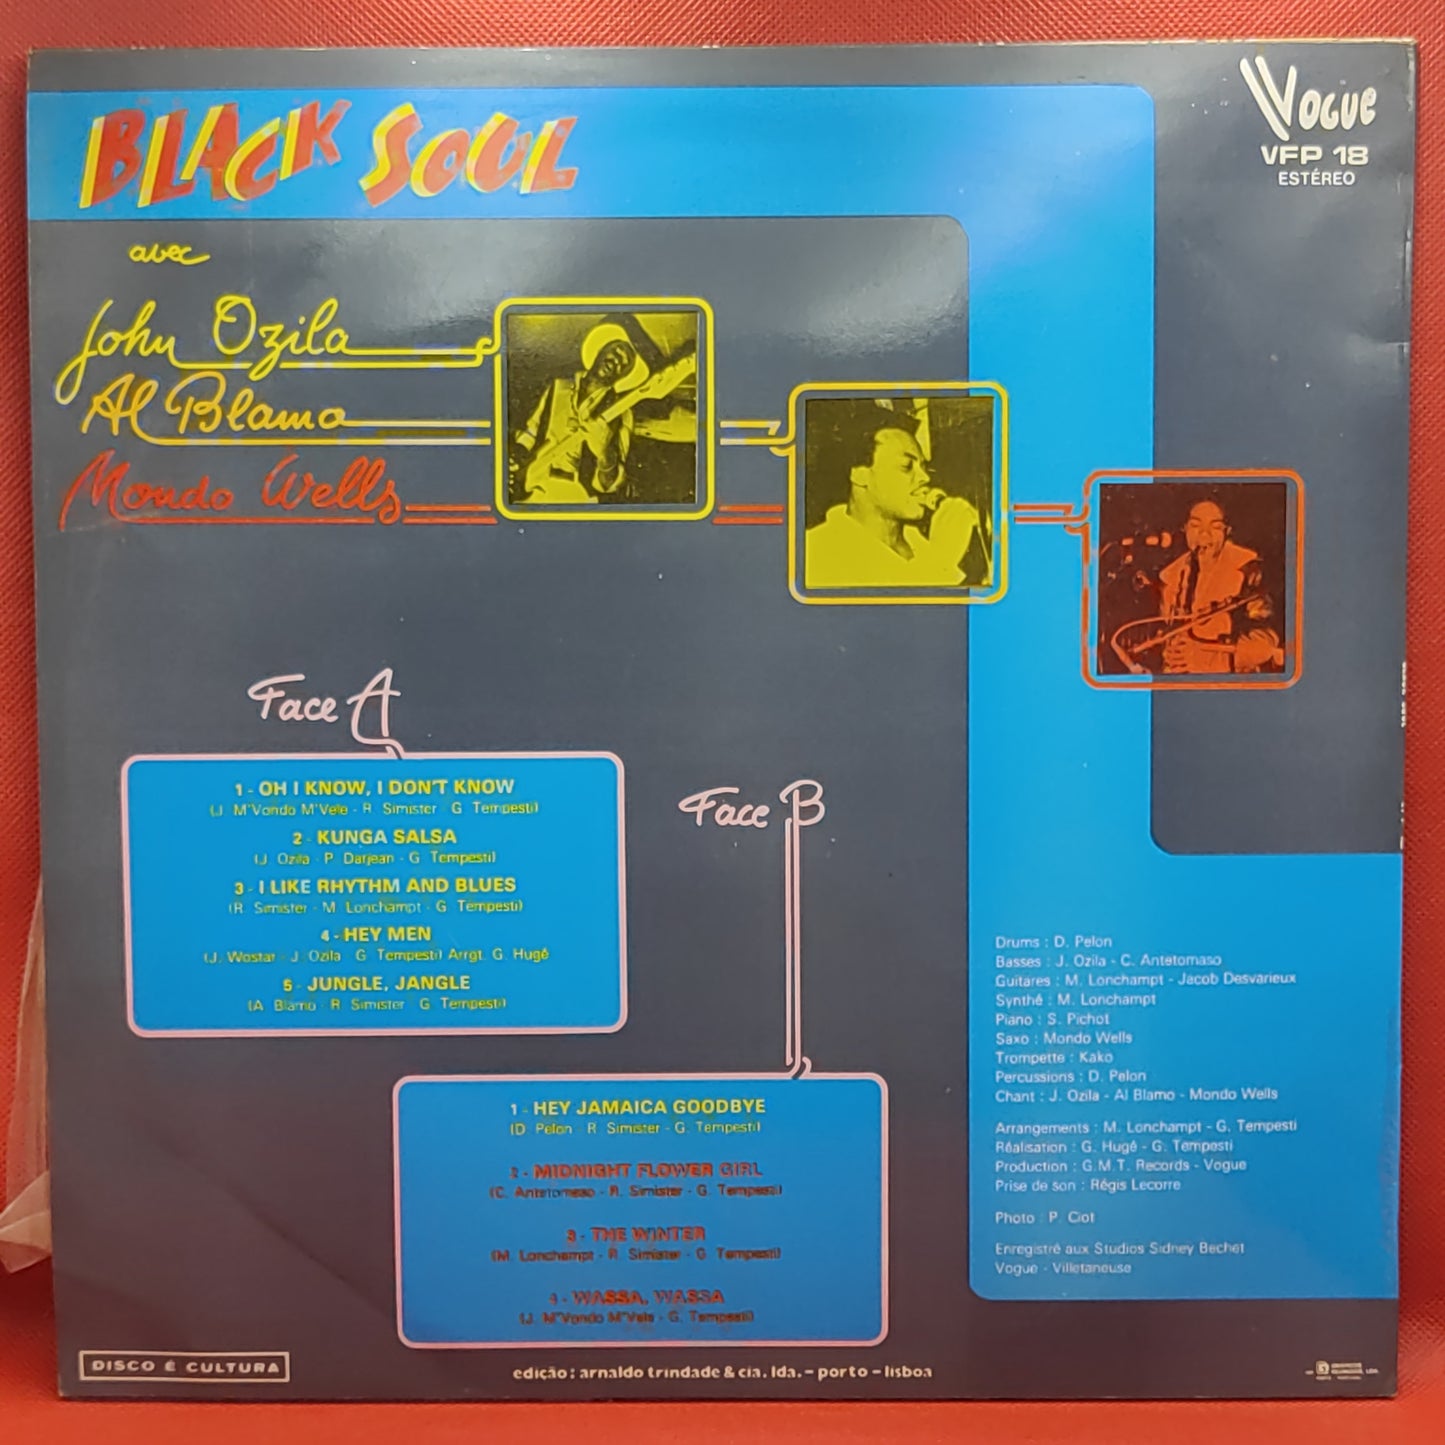 BLACK SOUL
VOGUE
VFP 18
ESTÉREO
avec
John Ozila
Al Blamo
Mondo Wells
Face A
1 - OH I KNOW, I DON'T KNOW
(J. M'Vondo M'Vele - R. Simister - G. Tempesti)
2 - KUNGA SALSA
(J. Ozila - P. Darjean - G. Tempesti)
3 - I LIKE RHYTHM AND BLUES
(R. Simister - M. Lonchampt - G. Tempesti)
4 - HEY MEN
(J. Wostar - J. Ozila - G. Tempesti) Arrgt. G. Hugé
5 - JUNGLE, JANGLE
(A. Blamo - R. Simister - G. Tempesti)
Face B
1 - HEY JAMAICA GOODBYE
(D. Pelon - R. Simister - G. Tempesti)
2 - MIDNIGHT FLOWER GIRL
(C. Antetomaso - R. Simister - G. Tempesti)
3 - THE WINTER
(M. Lonchampt - R. Simister - G. Tempesti)
4 - WASSA, WASSA
(J. M'Vondo M'Vele - G. Tempesti)
Drums : D. Pelon
Basses : J. Ozila - C. Antetomaso
Guitares : M. Lonchampt - Jacob Desvarieux
Synthé : M. Lonchampt
Piano : S. Pichot
Saxo : Mondo Wells
Trompette : Kako
Percussions : D. Pelon
Chant : J. Ozila - Al Blamo - Mondo Wells
Arrangements : M. Lonchampt - G. Tempesti
Réalisation : G. Hugé - G. Tempesti
Production : G.M.T. Records - Vogue
Prise de son : Régis Lecorre
Photo : P. Ciot
Enregistré aux Studios Sidney Bechet
Vogue - Villetaneuse
DISCO É CULTURA
edição: arnaldo trindade & cia. lda. - porto - lisboa